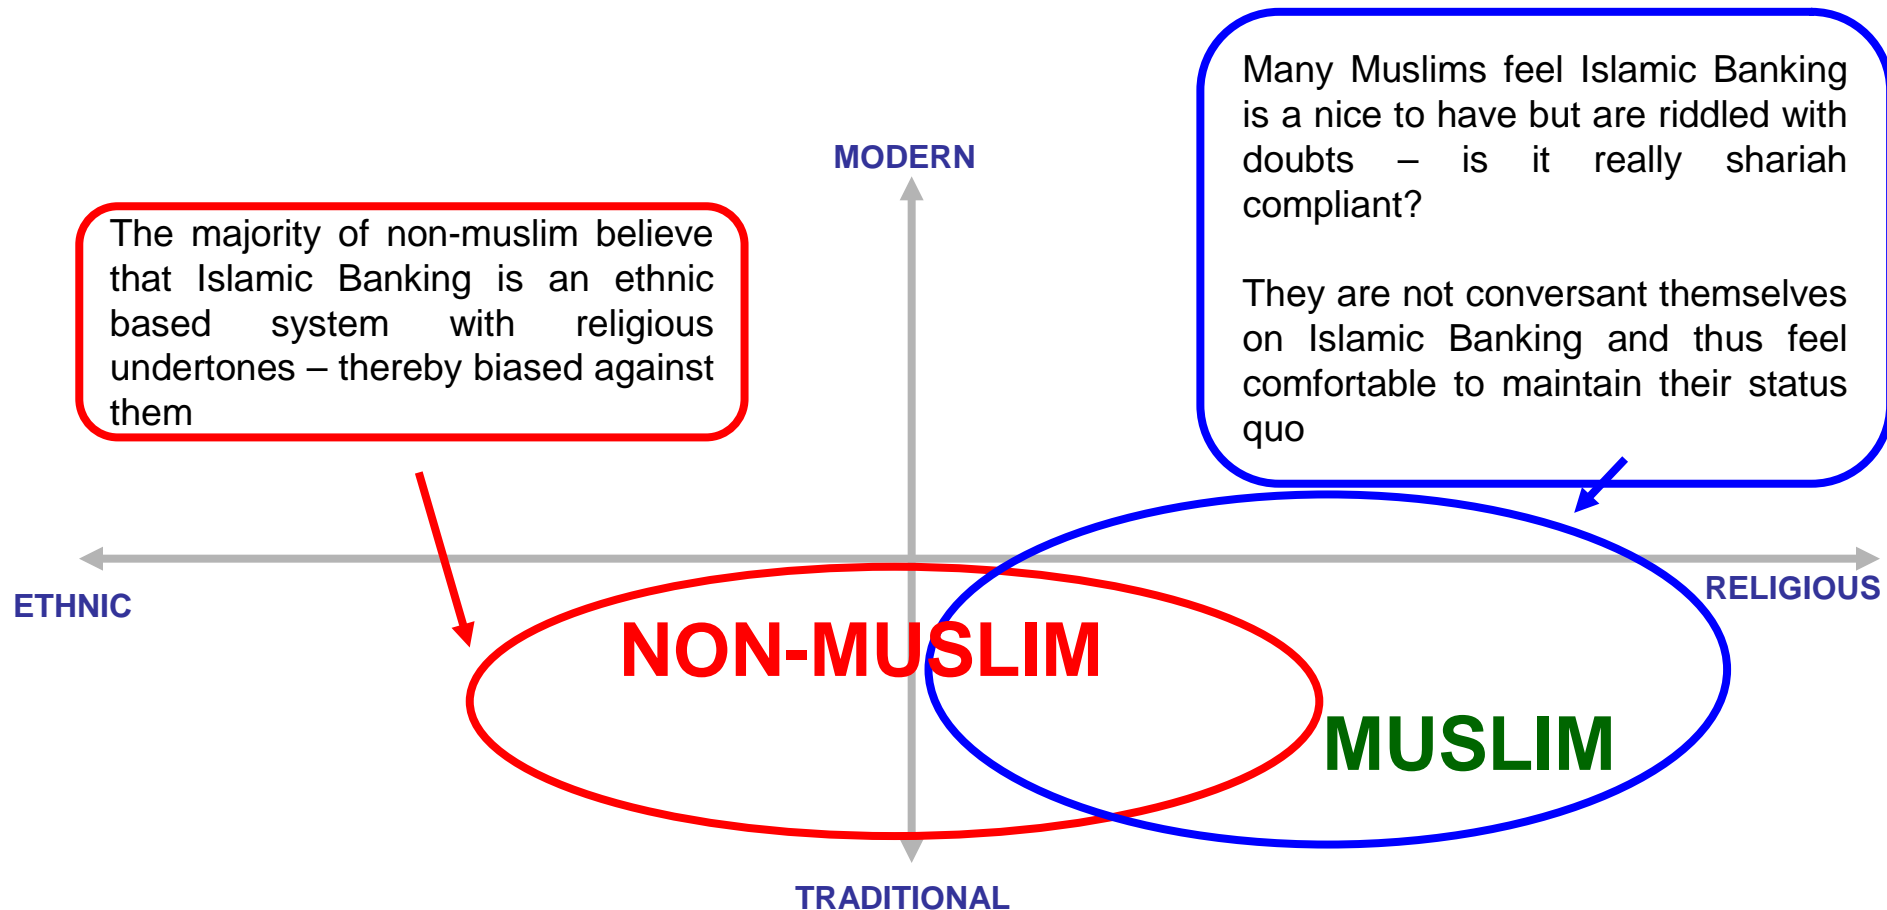 MODERN
The majority of non-muslim believe
that Islamic Banking is an ethnic
based system with religious
undertones – thereby biased against
them
Many Muslims feel Islamic Banking
is a nice to have but are riddled with
doubts – is it really shariah
compliant?
They are not conversant themselves
on Islamic Banking and thus feel
comfortable to maintain their status
quo
ETHNIC
RELIGIOUS
NON-MUSLIM
MUSLIM
TRADITIONAL